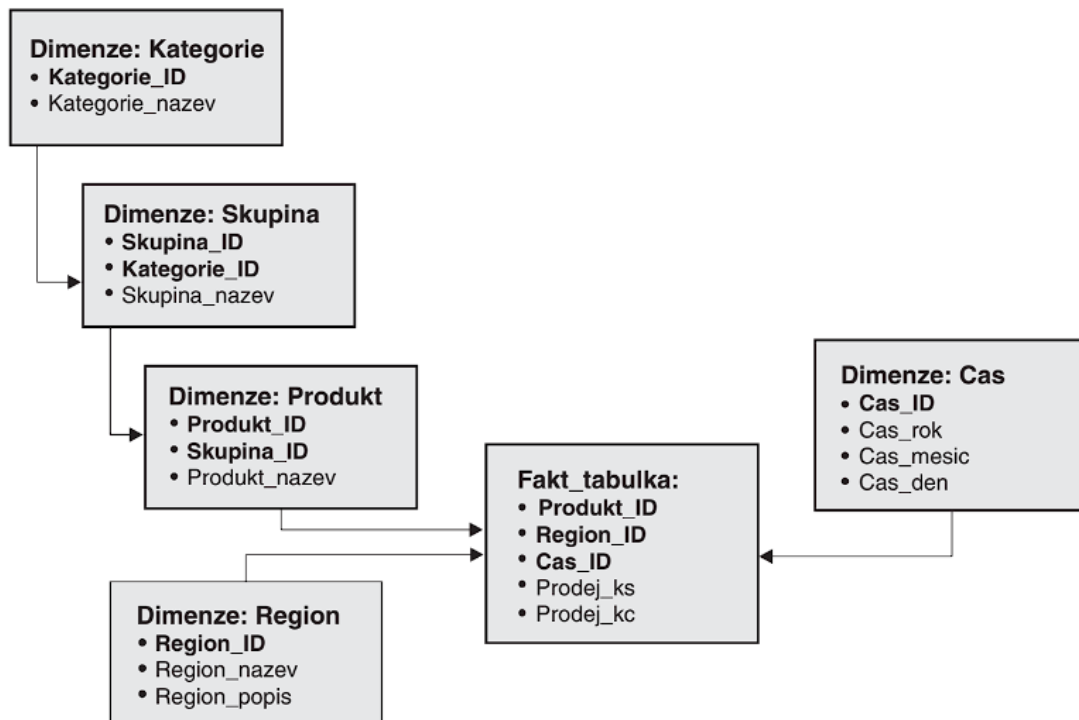 Dimenze: Kategorie
• Kategorie_ID
• Kategorie_nazev
Dimenze: Skupina
• Skupina_ID
• Kategorie_ID
• Skupina_nazev
Dimenze: Produkt
• Produkt_ID
• Skupina_ID
• Produkt_nazev
Dimenze: Region
• Region_ID
• Region_nazev
• Region_popis
Fakt_tabulka:
• Produkt_ID
• Region_ID
• Cas_ID
• Prodej_ks
• Prodej_kc
Dimenze: Cas
• Cas_ID
• Cas_rok
• Cas_mesic
• Cas_den